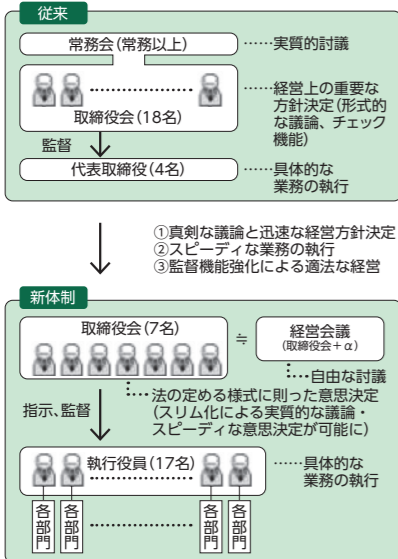 従来
常務会(常務以上)
……実質的討議
取締役会(18名)
……経営上の重要な
方針決定(形式的
な議論、チェック
機能)
監督
代表取締役(4名)
……具体的な
業務の執行
①真剣な議論と迅速な経営方針決定
②スピーディな業務の執行
③監督機能強化による適法な経営
新体制
取締役会(7名)
≒
経営会議
(取締役会+α)
自由な討議
法の定める様式に則った意思決定
(スリム化による実質的な議論・
スピーディな意思決定が可能に)
指示、監督
執行役員(17名)
……具体的な
業務の執行
各部門
各部門
各部門
各部門